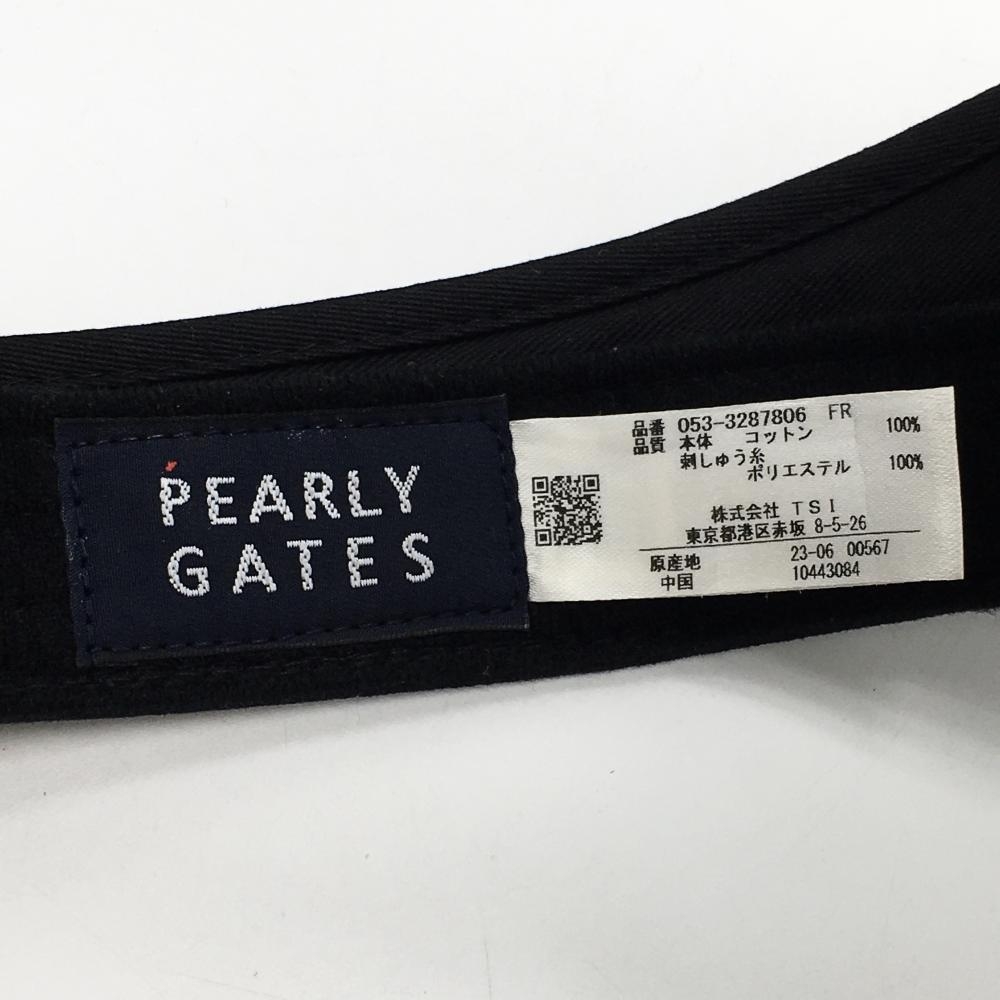 PEARLY
GATES
品番 053-3287806 FR
品質 本体 コットン 100%
刺しゅう糸
ポリエステル 100%
株式会社 TSI
東京都港区赤坂 8-5-26
原産地 23-06 00567
中国 10443084